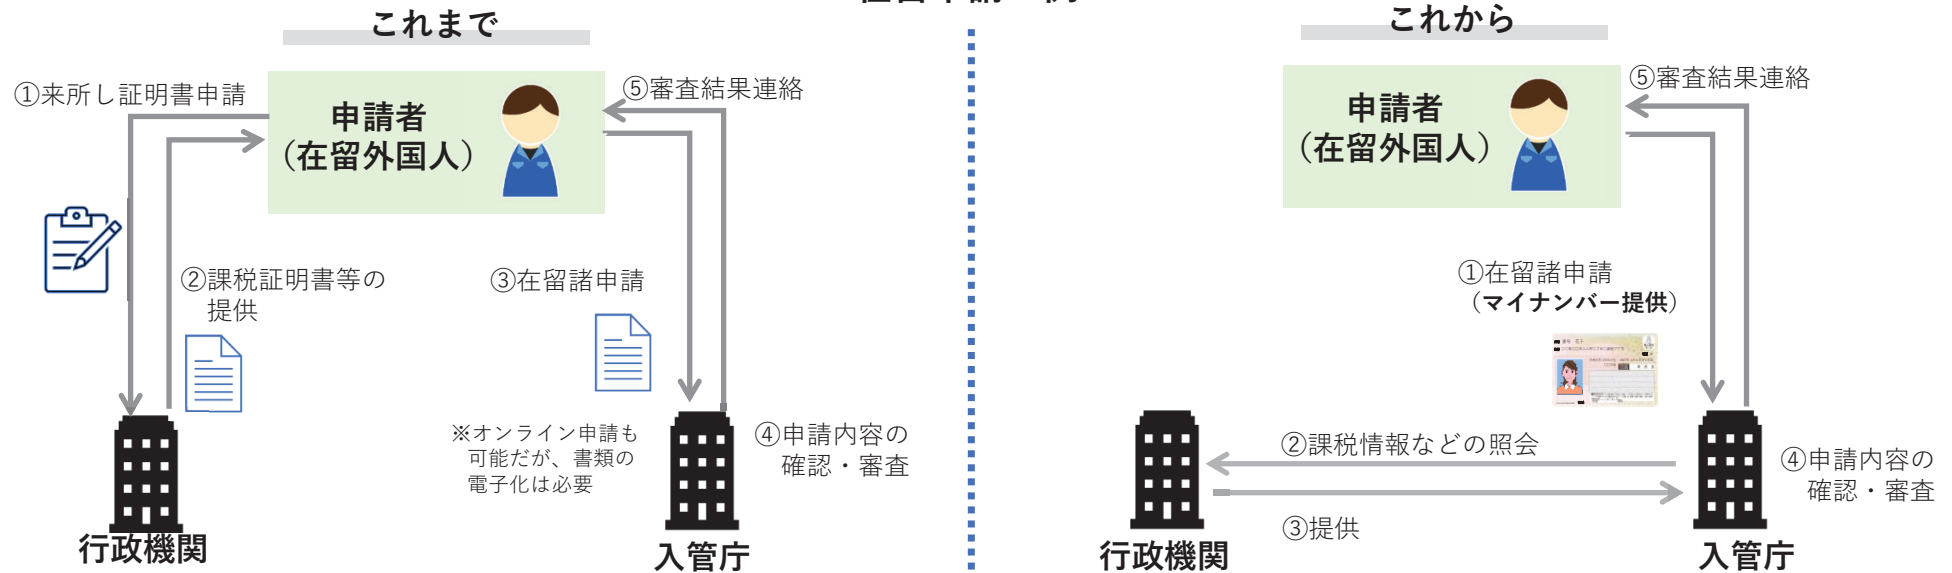 これまで
①来所し証明書申請
申請者
（在留外国人）
⑤審査結果連絡
②課税証明書等の
提供
③在留諸申請
※オンライン申請も
可能だが、書類の
電子化は必要
④申請内容の
確認・審査
行政機関
入管庁
これから
申請者
（在留外国人）
⑤審査結果連絡
①在留諸申請
（マイナンバー提供）
②課税情報などの照会
③提供
④申請内容の
確認・審査
行政機関
入管庁